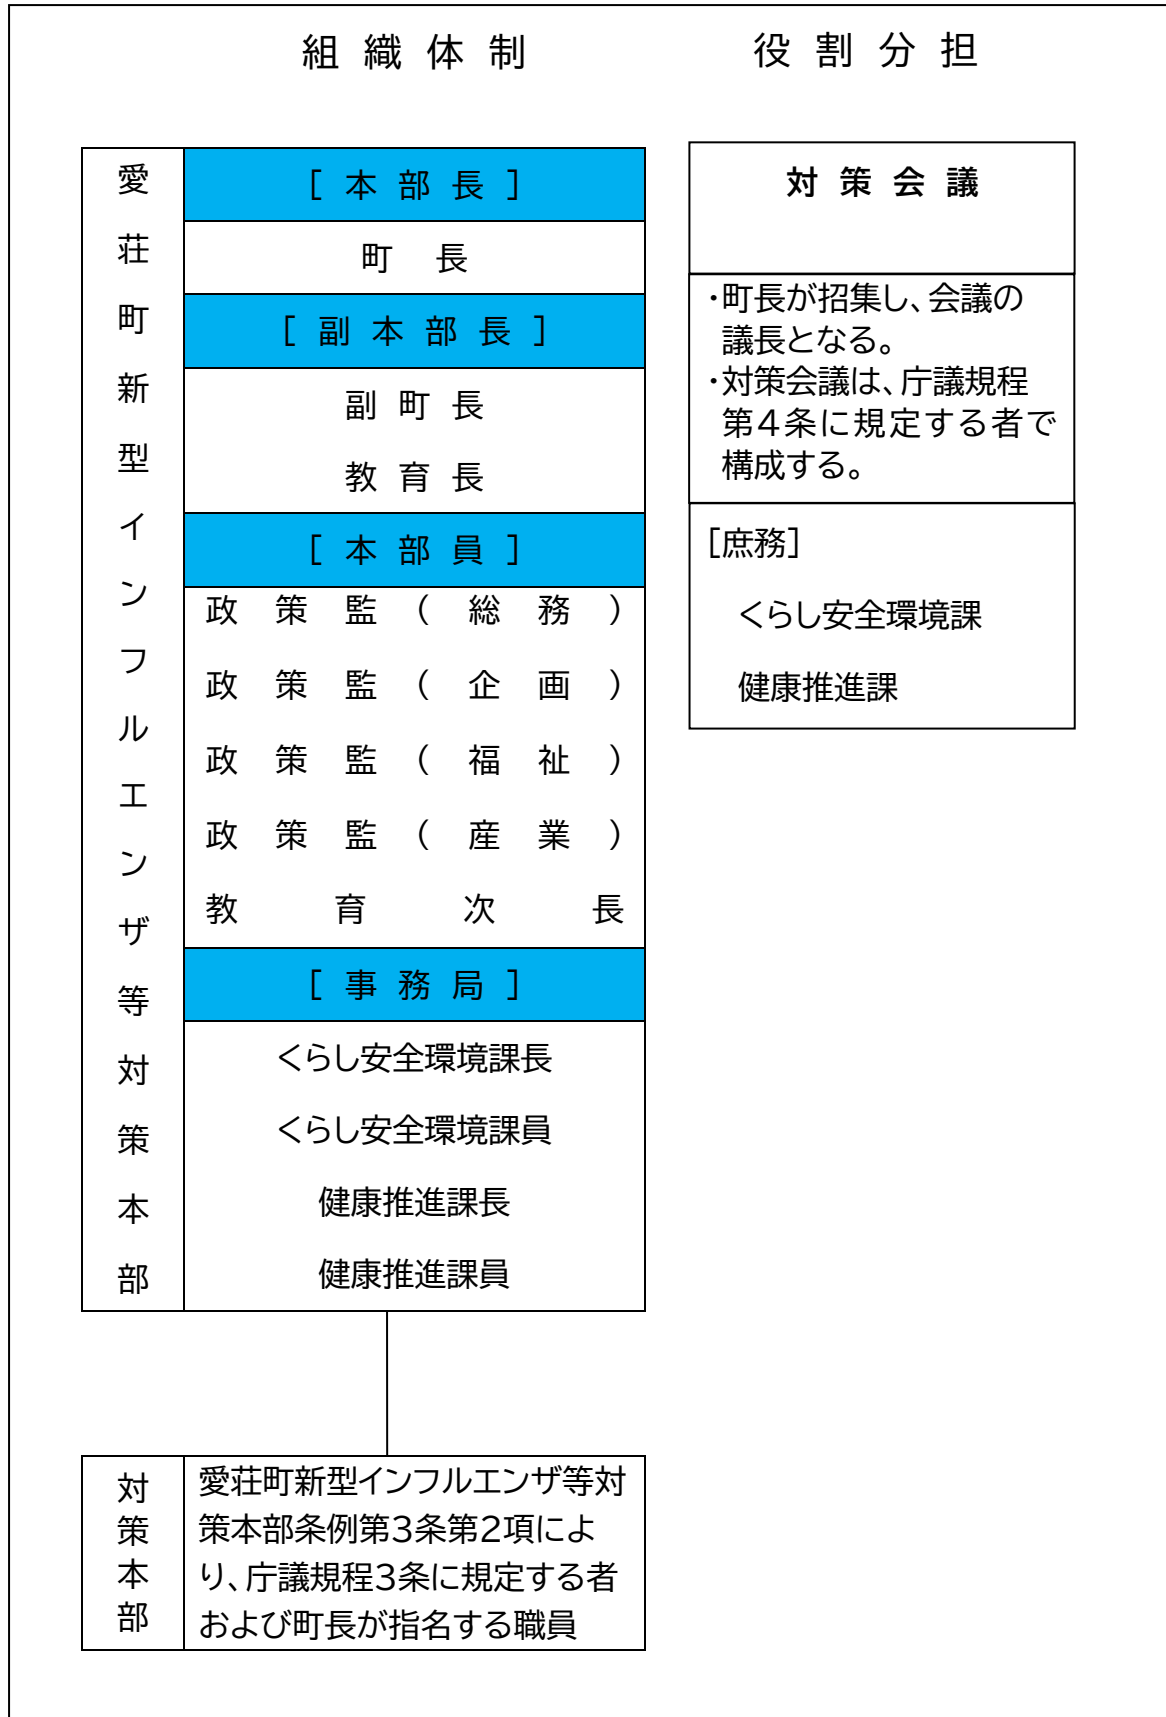 組織体制
役割分担
愛荘町新型インフルエンザ等対策本部
［本部長］
町長
［副本部長］
副町長
教育長
［本部員］
政策監（総務）
政策監（企画）
政策監（福祉）
政策監（産業）
教育次長
［事務局］
くらし安全環境課長
くらし安全環境課員
健康推進課長
健康推進課員
対策会議
・町長が招集し、会議の
議長となる。
・対策会議は、庁議規程
第４条に規定する者で
構成する。
［庶務］
くらし安全環境課
健康推進課
対策本部
愛荘町新型インフルエンザ等対
策本部条例第３条第２項によ
り、庁議規程３条に規定する者
および町長が指名する職員